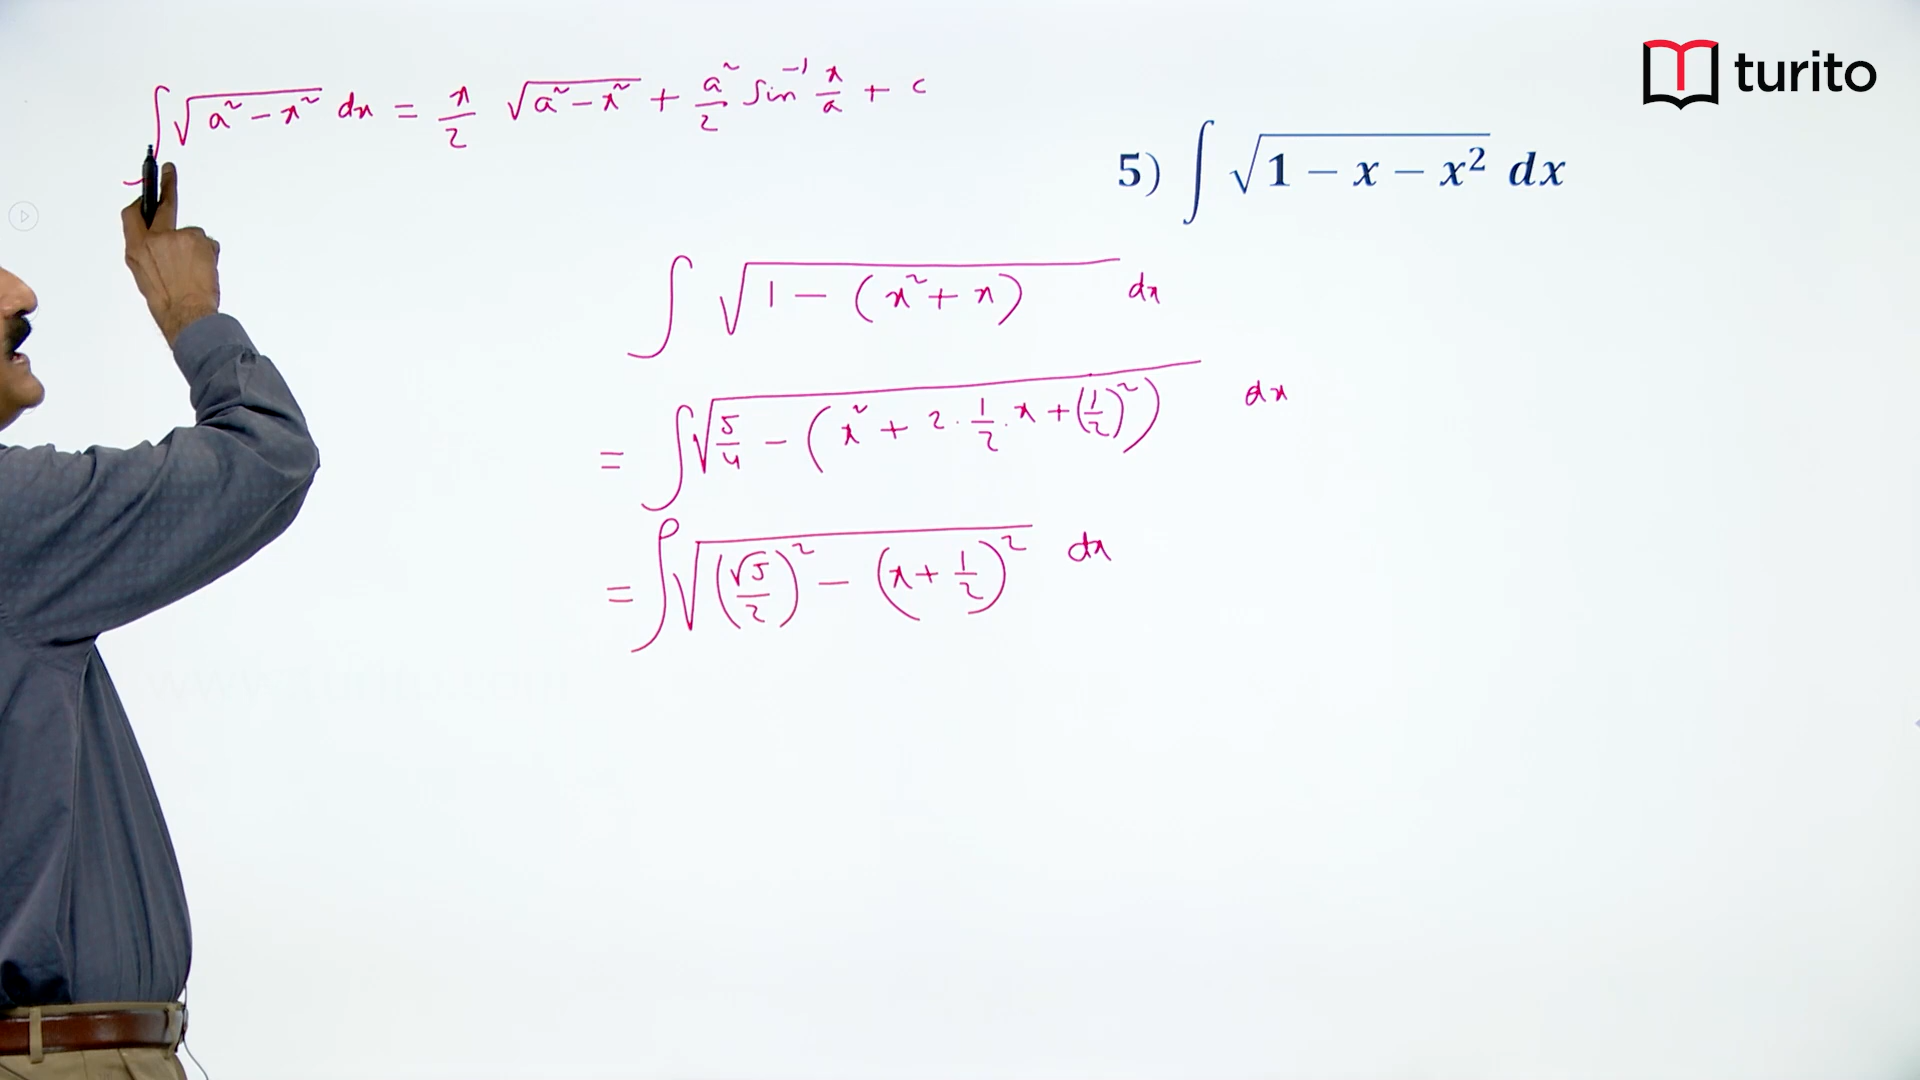 turito
∫√(a² − x²) dx = x/2 √(a² − x²) + a²/2 Sin⁻¹ x/a + c
5) ∫ √(1 − x − x²) dx
∫ √(1 − (x² + x)) dx
= ∫√(5/4 − (x² + 2 · 1/2 · x + (1/2)²)) dx
= ∫√((√5/2)² − (x + 1/2)²) dx